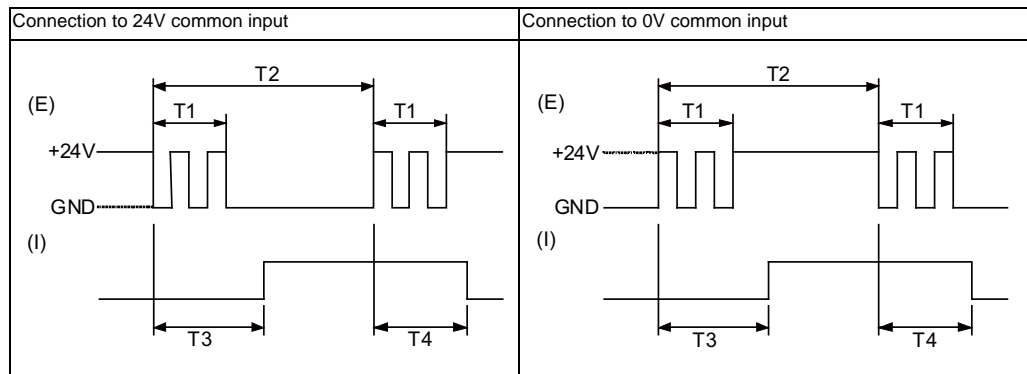 Connection to 24V common input
Connection to 0V common input
T2
(E)
T1
T1
+24V
GND
(I)
T3
T4
T2
(E)
T1
T1
+24V
GND
(I)
T3
T4